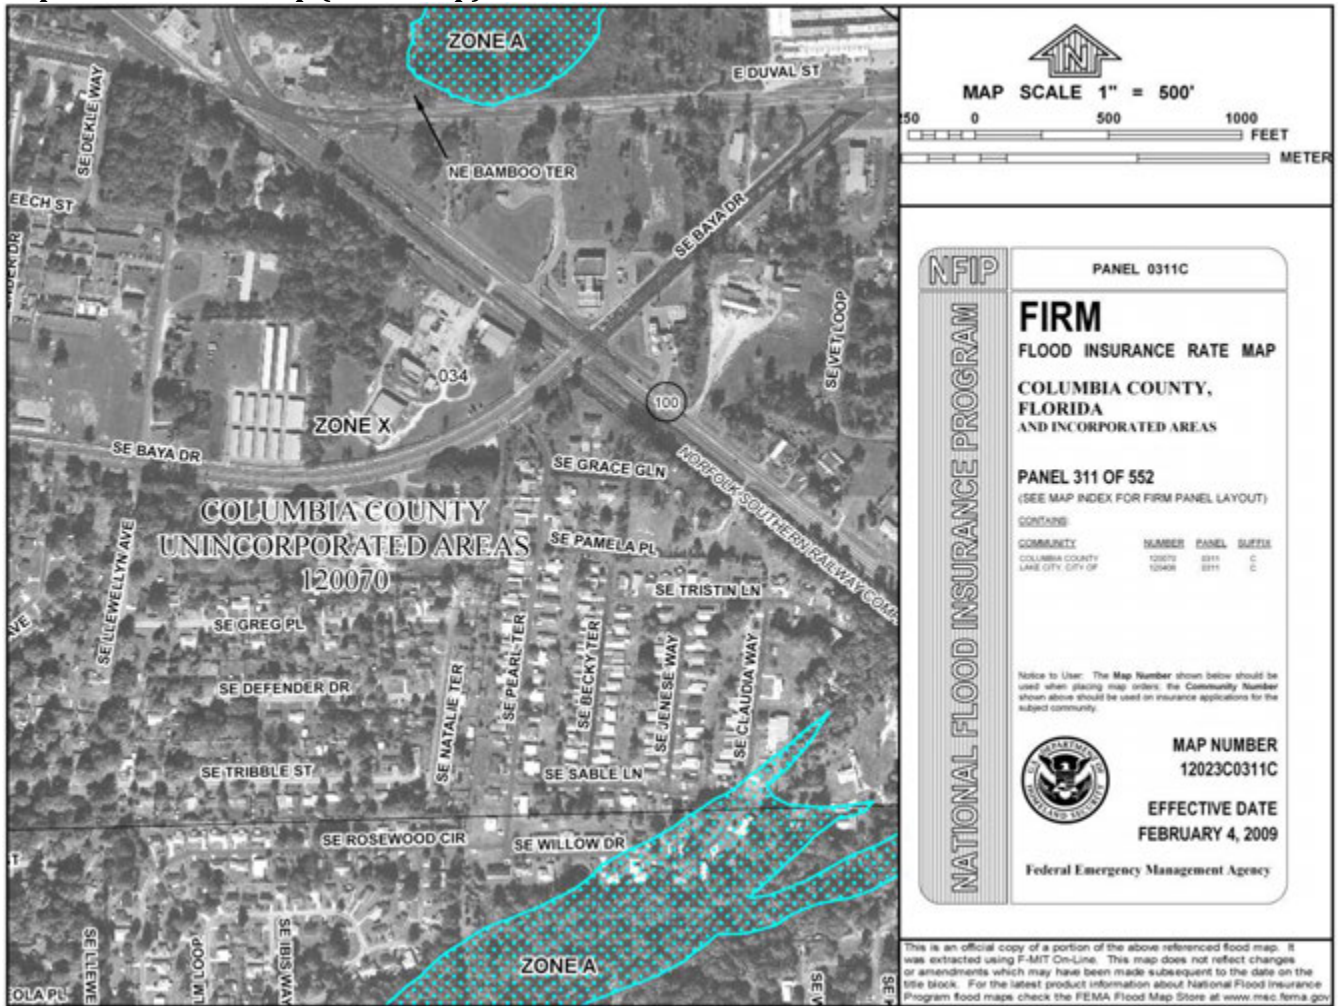 ZONE A
E DUVAL ST
SE DEKLE WAY
NE BAMBOO TER
EECH ST
SE BAYA DR
SE VET LOOP
034
100
ZONE X
SE BAYA DR
SE GRACE GLN
NORFOLK SOUTHERN RAILWAY COMP
COLUMBIA COUNTY
UNINCORPORATED AREAS
120070
SE PAMELA PL
SE LLEWELLYN AVE
SE TRISTIN LN
AVE
SE GREG PL
SE PEARL TER
SE BECKY TER
SE JENESE WAY
SE CLAUDIA WAY
SE NATALIE TER
SE DEFENDER DR
SE TRIBBLE ST
SE SABLE LN
SE ROSEWOOD CIR
SE WILLOW DR
SE LLEWE
LM LOOP
SE IBIS WAY
ZONE A
OLA PL
N
MAP SCALE 1" = 500'
250 0 500 1000
FEET
METER
NFIP
PANEL 0311C
NATIONAL FLOOD INSURANCE PROGRAM
FIRM
FLOOD INSURANCE RATE MAP
COLUMBIA COUNTY,
FLORIDA
AND INCORPORATED AREAS
PANEL 311 OF 552
(SEE MAP INDEX FOR FIRM PANEL LAYOUT)
CONTAINS:
COMMUNITY NUMBER PANEL SUFFIX
COLUMBIA COUNTY 120070 0311 C
LAKE CITY, CITY OF 120406 0311 C
Notice to User: The Map Number shown below should be
used when placing map orders; the Community Number
shown above should be used on insurance applications for the
subject community.
MAP NUMBER
12023C0311C
EFFECTIVE DATE
FEBRUARY 4, 2009
Federal Emergency Management Agency
This is an official copy of a portion of the above referenced flood map. It
was extracted using F-MIT On-Line. This map does not reflect changes
or amendments which may have been made subsequent to the date on the
title block. For the latest product information about National Flood Insurance
Program flood maps check the FEMA Flood Map Store at www.msc.fema.gov